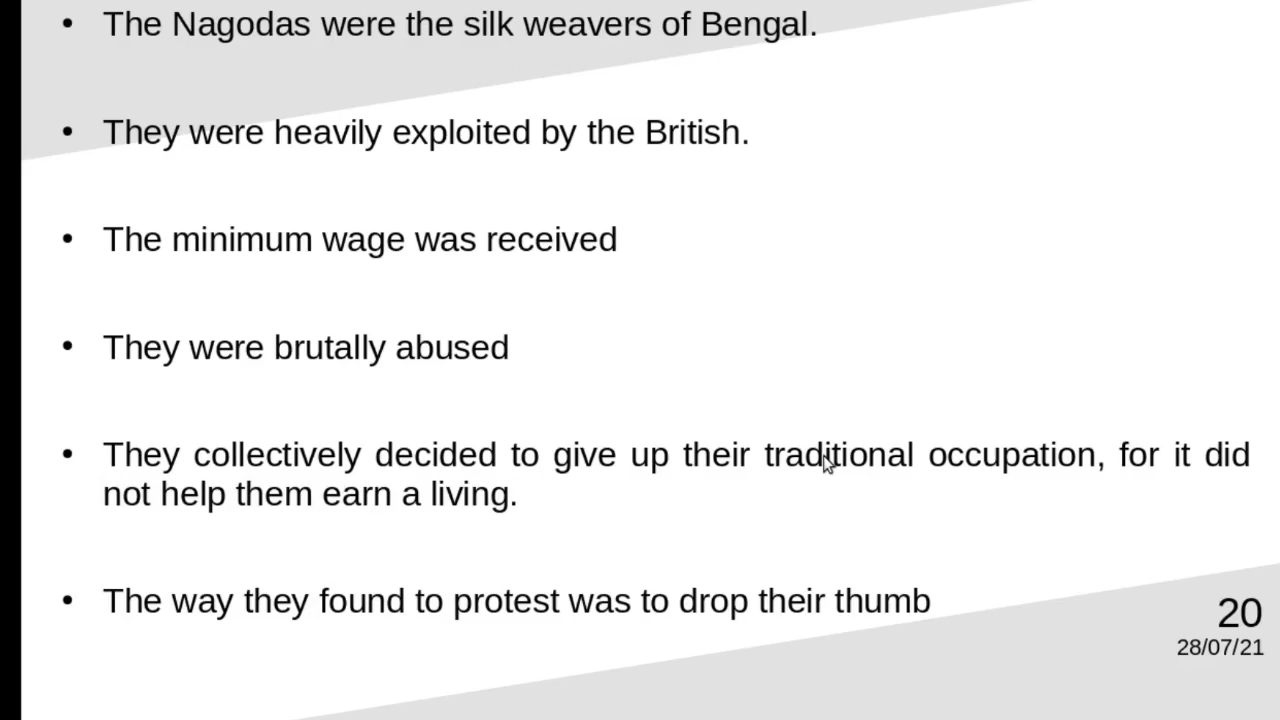 • The Nagodas were the silk weavers of Bengal.
• They were heavily exploited by the British.
• The minimum wage was received
• They were brutally abused
• They collectively decided to give up their traditional occupation, for it did
not help them earn a living.
• The way they found to protest was to drop their thumb
20
28/07/21